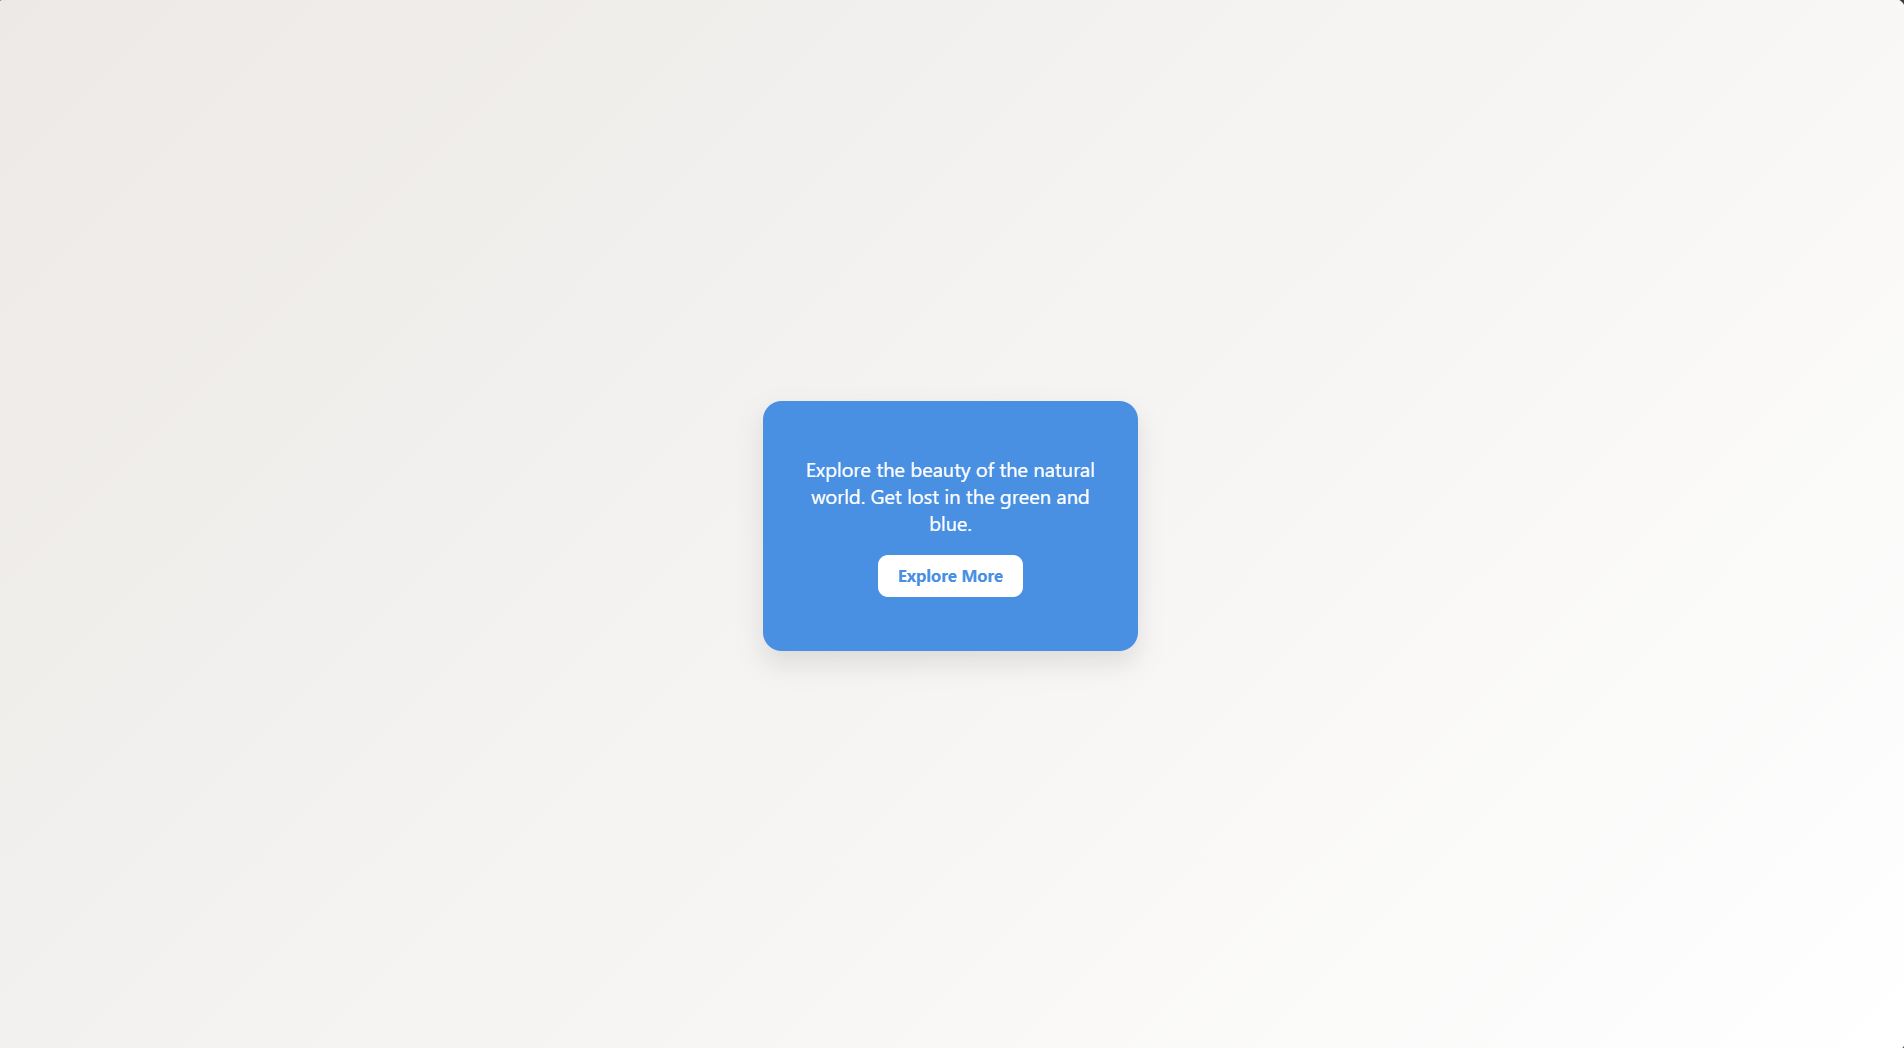 Explore the beauty of the natural
world. Get lost in the green and
blue.
Explore More